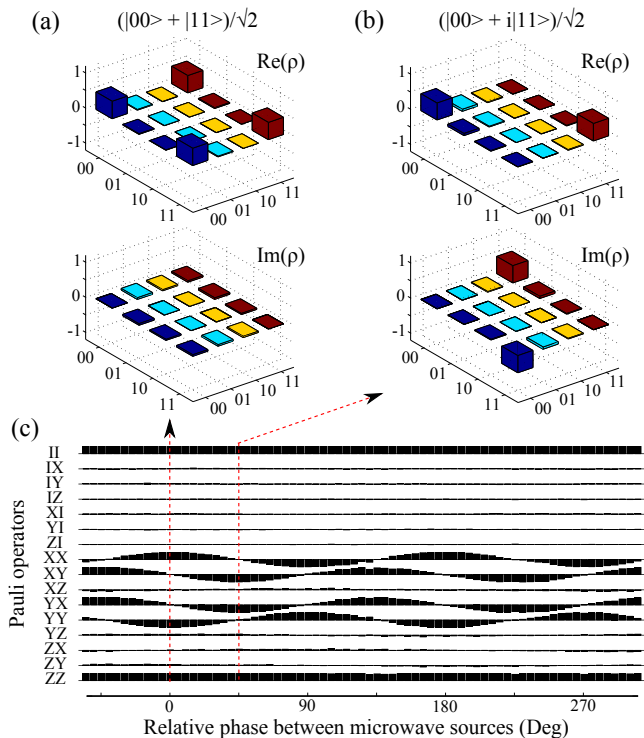 (a)
(|00> + |11>)/√2
Re(ρ)
1
0
-1
00
01
10
11
00
01
10
11
Im(ρ)
1
0
-1
00
01
10
11
00
01
10
11
(b)
(|00> + i|11>)/√2
Re(ρ)
1
0
-1
00
01
10
11
00
01
10
11
Im(ρ)
1
0
-1
00
01
10
11
00
01
10
11
(c)
Pauli operators
II
IX
IY
IZ
XI
YI
ZI
XX
XY
XZ
YX
YY
YZ
ZX
ZY
ZZ
0 90 180 270
Relative phase between microwave sources (Deg)